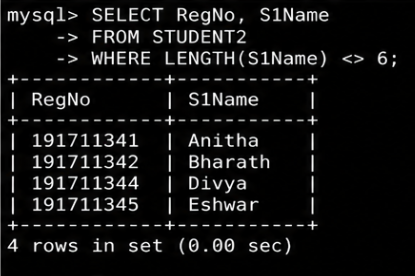 mysql> SELECT RegNo, S1Name
    -> FROM STUDENT2
    -> WHERE LENGTH(S1Name) <> 6;
+-----------+-----------+
| RegNo     | S1Name    |
+-----------+-----------+
| 191711341 | Anitha    |
| 191711342 | Bharath   |
| 191711344 | Divya     |
| 191711345 | Eshwar    |
+-----------+-----------+
4 rows in set (0.00 sec)